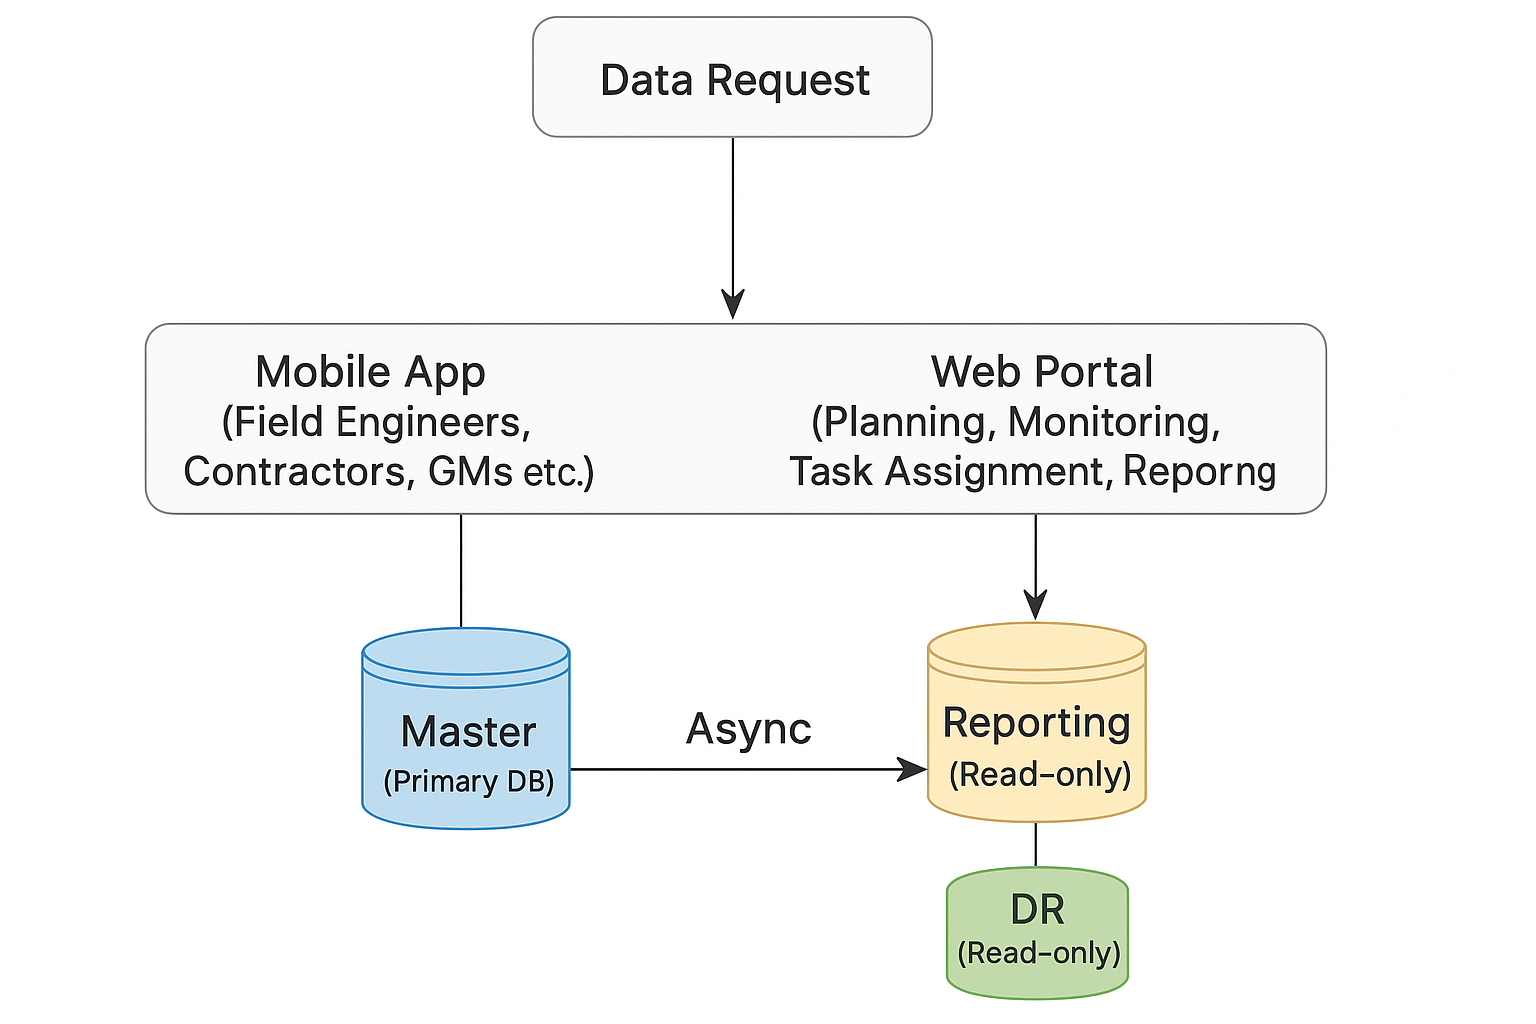 Data Request
Mobile App
(Field Engineers,
Contractors, GMs etc.)
Web Portal
(Planning, Monitoring,
Task Assignment, Reporng
Master
(Primary DB)
Async
Reporting
(Read-only)
DR
(Read-only)